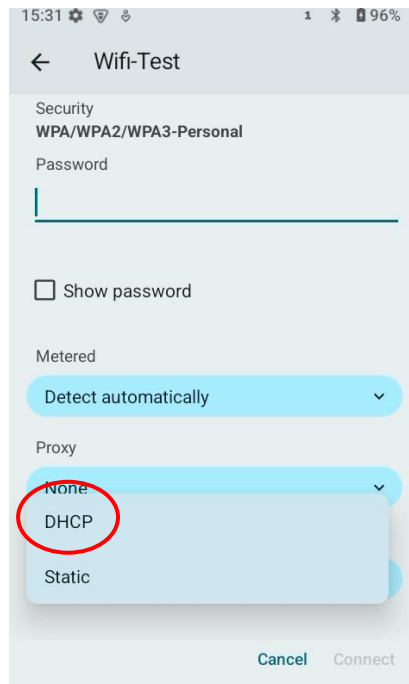 15:31 1 96%
Wifi-Test
Security
WPA/WPA2/WPA3-Personal
Password
Show password
Metered
Detect automatically
Proxy
None
DHCP
Static
Cancel Connect